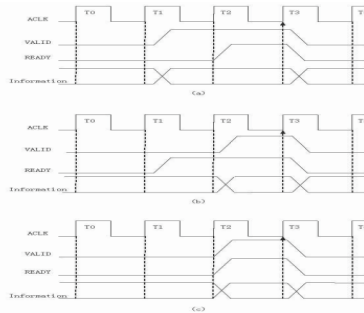 T0 T1 T2 T3 T
ACLK
VALID
READY
Information
(a)
T0 T1 T2 T3 T
ACLK
VALID
READY
Information
(b)
T0 T1 T2 T3 T
ACLK
VALID
READY
Information
(c)